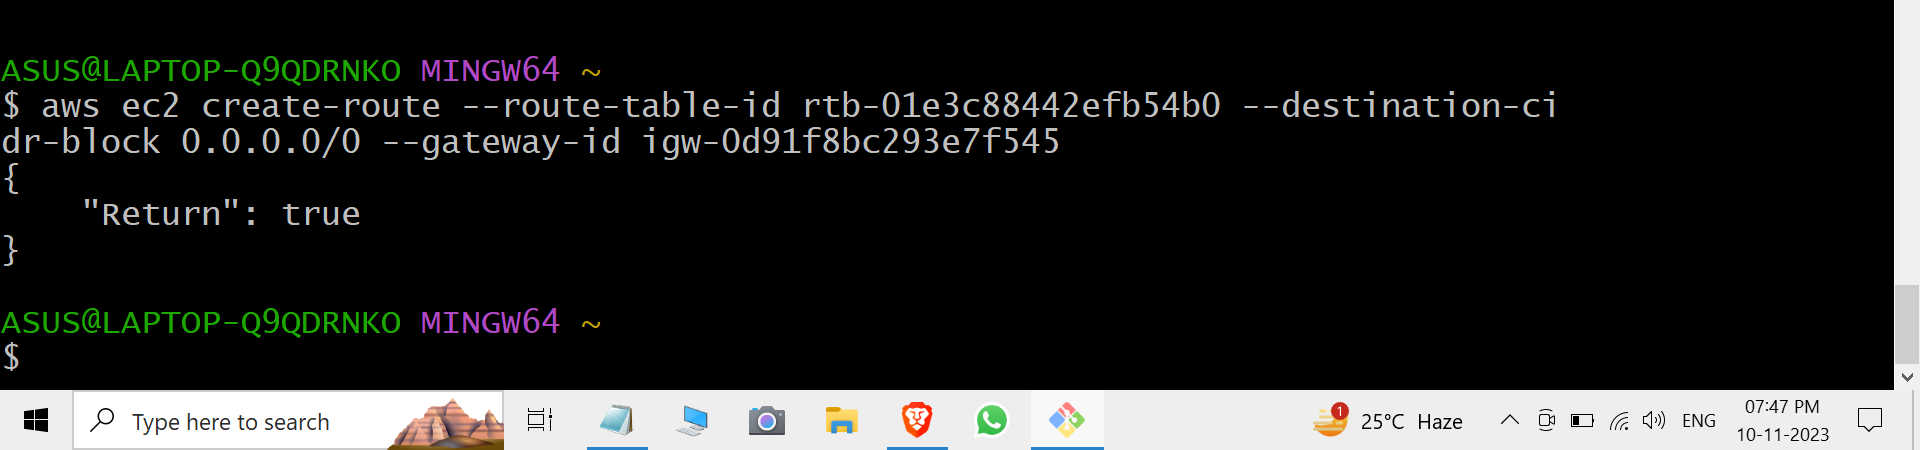 ASUS@LAPTOP-Q9QDRNKO MINGW64 ~
$ aws ec2 create-route --route-table-id rtb-01e3c88442efb54b0 --destination-ci
dr-block 0.0.0.0/0 --gateway-id igw-0d91f8bc293e7f545
{
    "Return": true
}
ASUS@LAPTOP-Q9QDRNKO MINGW64 ~
$
Type here to search
1
25°C Haze
ENG
07:47 PM
10-11-2023